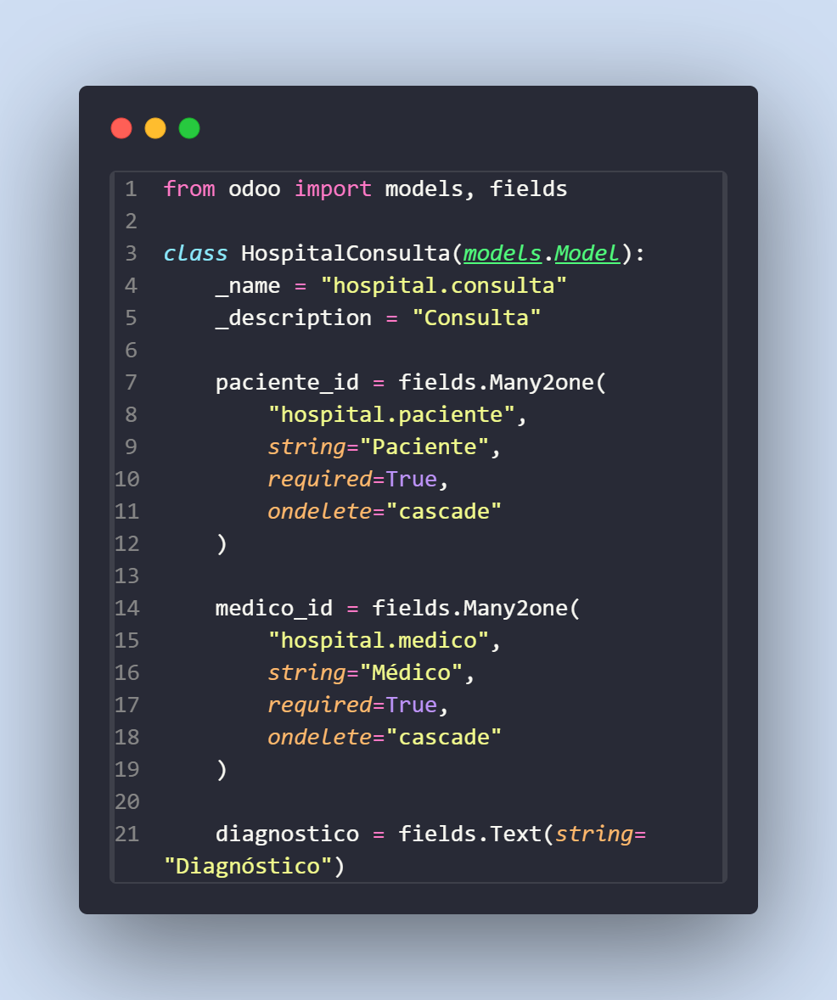 1 from odoo import models, fields
2
3 class HospitalConsulta(models.Model):
4     _name = "hospital.consulta"
5     _description = "Consulta"
6
7     paciente_id = fields.Many2one(
8         "hospital.paciente",
9         string="Paciente",
10         required=True,
11         ondelete="cascade"
12     )
13
14     medico_id = fields.Many2one(
15         "hospital.medico",
16         string="Médico",
17         required=True,
18         ondelete="cascade"
19     )
20
21     diagnostico = fields.Text(string=
"Diagnóstico")